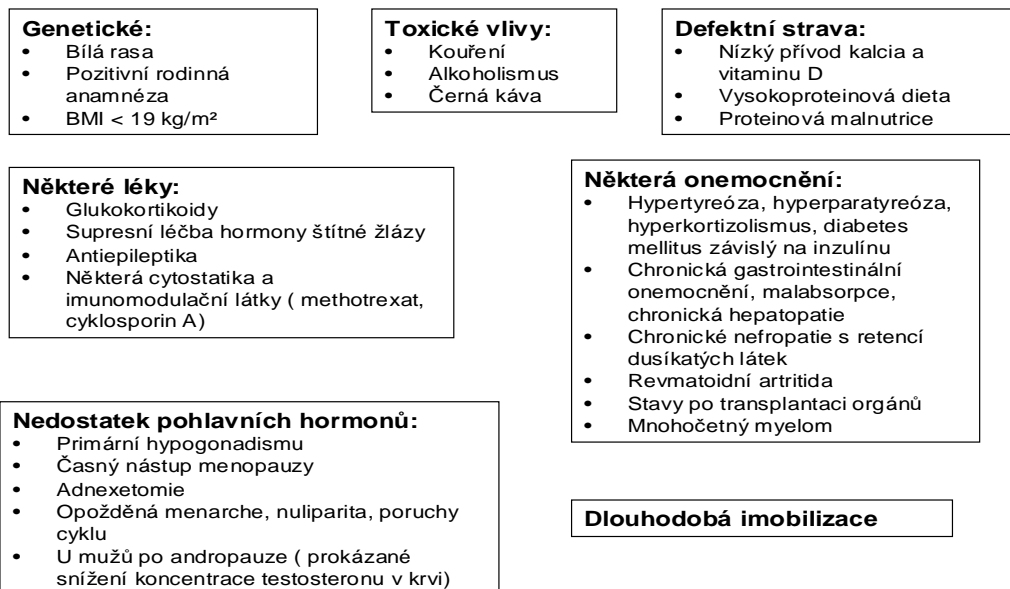 Genetické:
• Bílá rasa
• Pozitivní rodinná
anamnéza
• BMI < 19 kg/m²
Toxické vlivy:
• Kouření
• Alkoholismus
• Černá káva
Defektní strava:
• Nízký přívod kalcia a
vitaminu D
• Vysokoproteinová dieta
• Proteinová malnutrice
Některé léky:
• Glukokortikoidy
• Supresní léčba hormony štítné žlázy
• Antiepileptika
• Některá cytostatika a
imunomodulační látky ( methotrexat,
cyklosporin A)
Některá onemocnění:
• Hypertyreóza, hyperparatyreóza,
hyperkortizolismus, diabetes
mellitus závislý na inzulínu
• Chronická gastrointestinální
onemocnění, malabsorpce,
chronická hepatopatie
• Chronické nefropatie s retencí
dusíkatých látek
• Revmatoidní artritida
• Stavy po transplantaci orgánů
• Mnohočetný myelom
Nedostatek pohlavních hormonů:
• Primární hypogonadismu
• Časný nástup menopauzy
• Adnexetomie
• Opožděná menarche, nuliparita, poruchy
cyklu
• U mužů po andropauze ( prokázané
snížení koncentrace testosteronu v krvi)
Dlouhodobá imobilizace